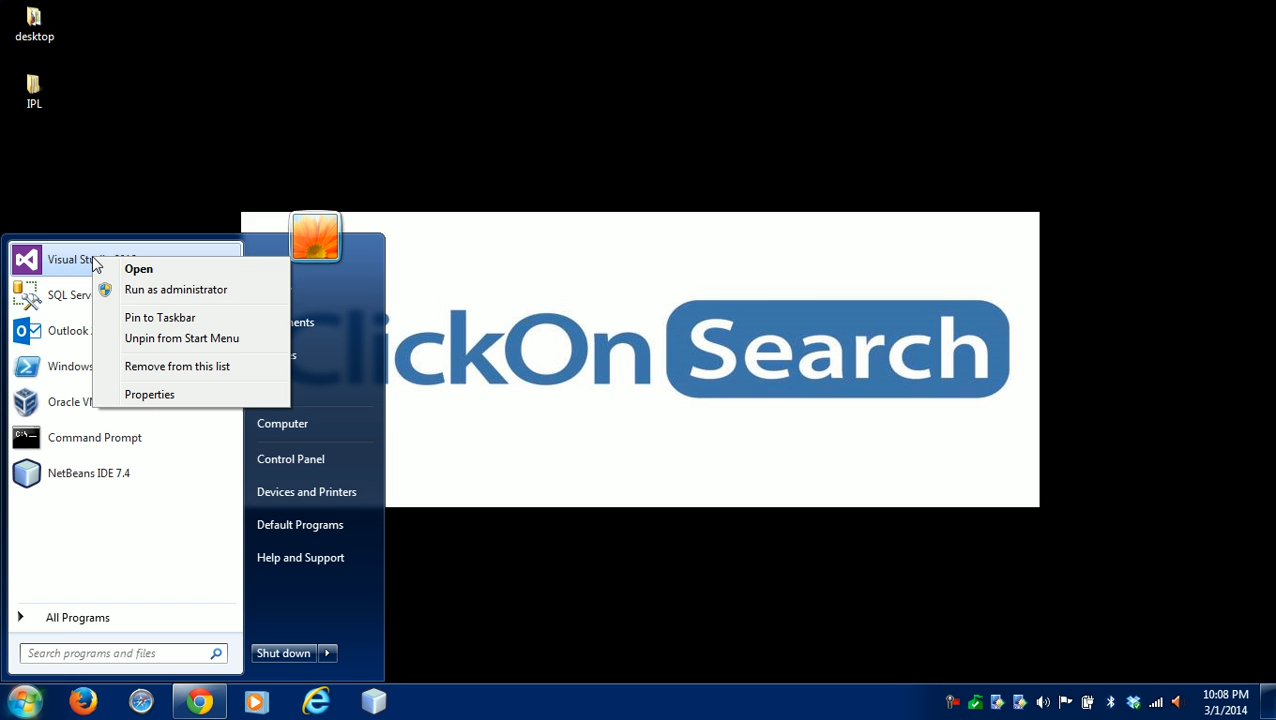 desktop
IPL
Visual
Open
Run as administrator
Pin to Taskbar
Unpin from Start Menu
Remove from this list
Properties
SQL
Outlook
Windows
Oracle
Command Prompt
NetBeans IDE 7.4
All Programs
Search programs and files
Computer
Control Panel
Devices and Printers
Default Programs
Help and Support
Shut down
ClickOn Search
10:08 PM
3/1/2014